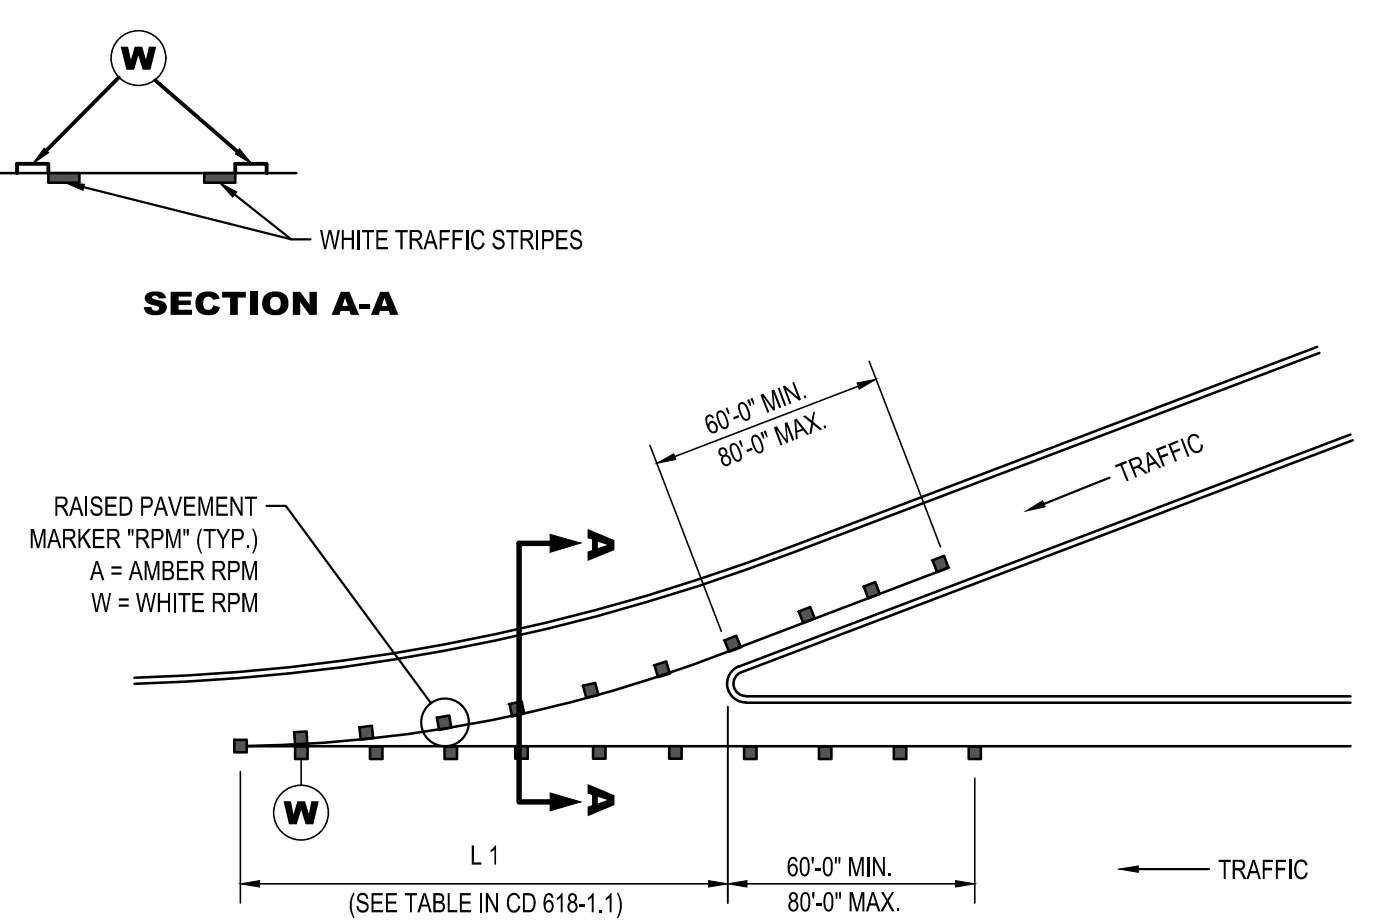 W
WHITE TRAFFIC STRIPES
SECTION A-A
60'-0" MIN.
80'-0" MAX.
TRAFFIC
RAISED PAVEMENT
MARKER "RPM" (TYP.)
A = AMBER RPM
W = WHITE RPM
A
A
W
L 1
(SEE TABLE IN CD 618-1.1)
60'-0" MIN.
80'-0" MAX.
TRAFFIC